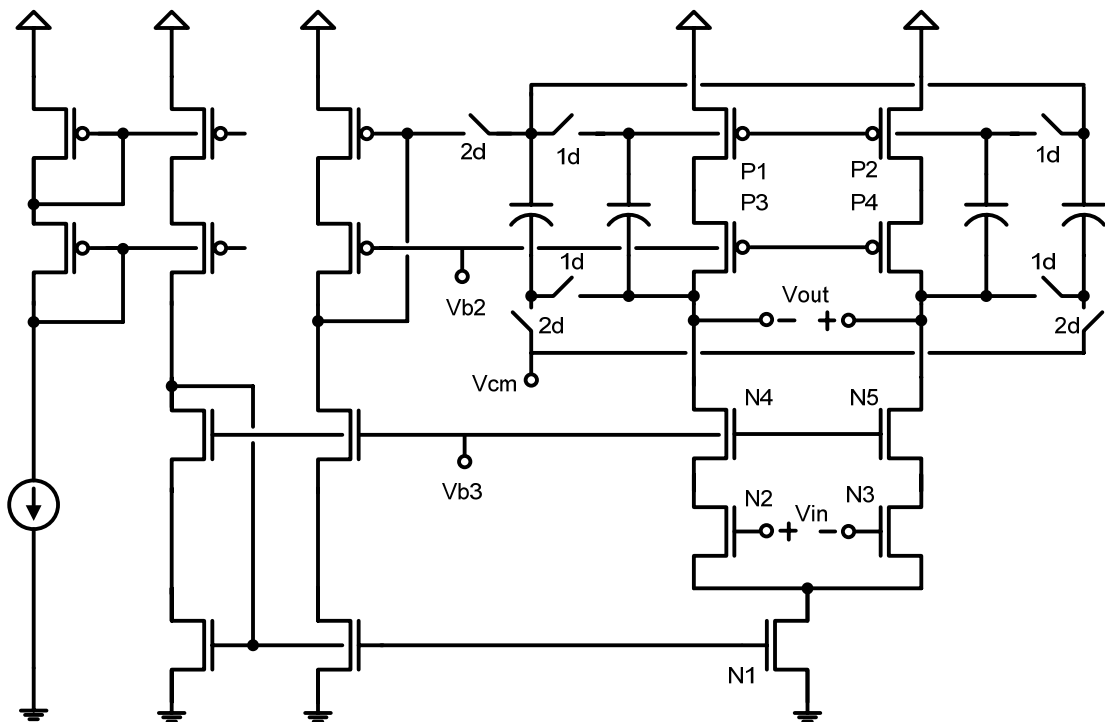 2d
1d
P1
P2
1d
P3
P4
Vb2
1d
1d
2d
Vout
- +
2d
Vcm
N4
N5
Vb3
N2
Vin
N3
+ -
N1